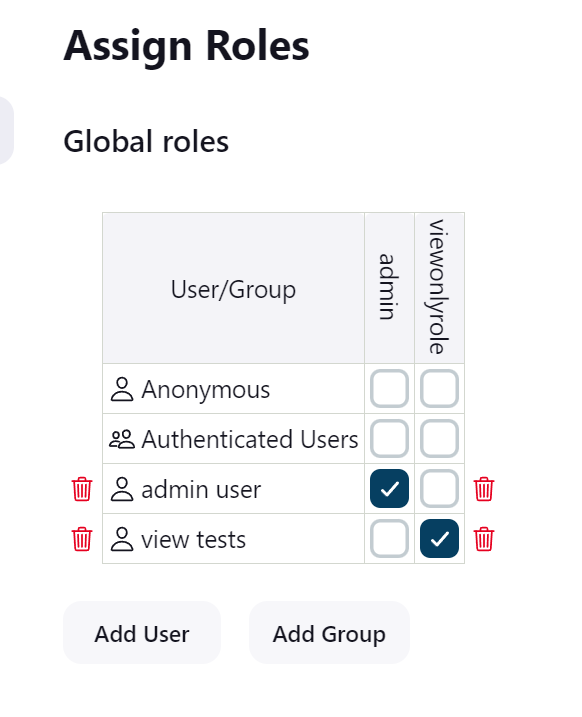 Assign Roles
Global roles
User/Group
admin
viewonlyrole
Anonymous
Authenticated Users
admin user
view tests
Add User
Add Group